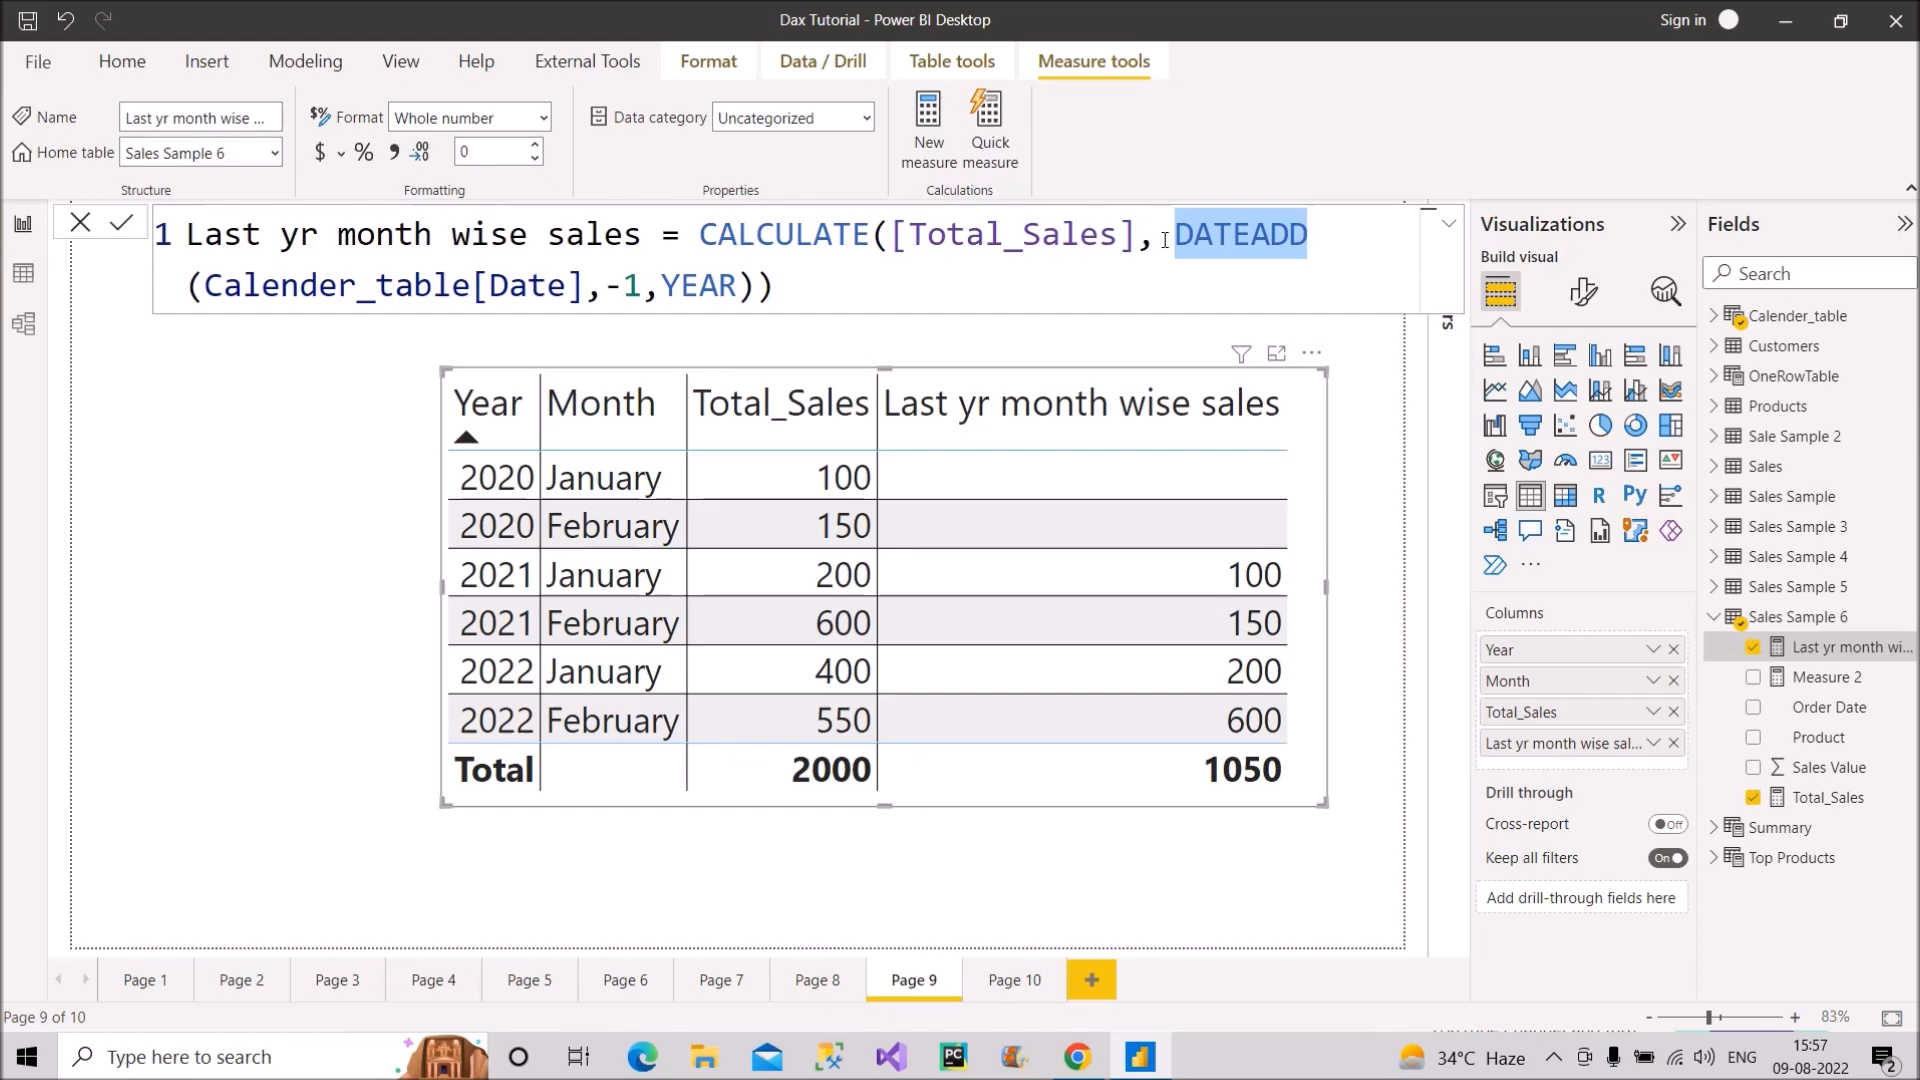 Dax Tutorial - Power BI Desktop
Sign in
File Home Insert Modeling View Help External Tools Format Data / Drill Table tools Measure tools
Name Last yr month wise ...
Home table Sales Sample 6
Structure
Format Whole number
$ % 0
Formatting
Data category Uncategorized
Properties
New measure
Quick measure
Calculations
1 Last yr month wise sales = CALCULATE([Total_Sales], DATEADD
(Calender_table[Date],-1,YEAR))
Year Month Total_Sales Last yr month wise sales
2020 January 100
2020 February 150
2021 January 200 100
2021 February 600 150
2022 January 400 200
2022 February 550 600
Total 2000 1050
Visualizations
Build visual
123
R Py
Columns
Year
Month
Total_Sales
Last yr month wise sal...
Drill through
Cross-report Off
Keep all filters On
Add drill-through fields here
Fields
Search
Calender_table
Customers
OneRowTable
Products
Sale Sample 2
Sales
Sales Sample
Sales Sample 3
Sales Sample 4
Sales Sample 5
Sales Sample 6
Last yr month wi...
Measure 2
Order Date
Product
Sales Value
Total_Sales
Summary
Top Products
Page 1 Page 2 Page 3 Page 4 Page 5 Page 6 Page 7 Page 8 Page 9 Page 10 +
Page 9 of 10
- + 83%
Type here to search
PC
34°C Haze
ENG
15:57
09-08-2022
2